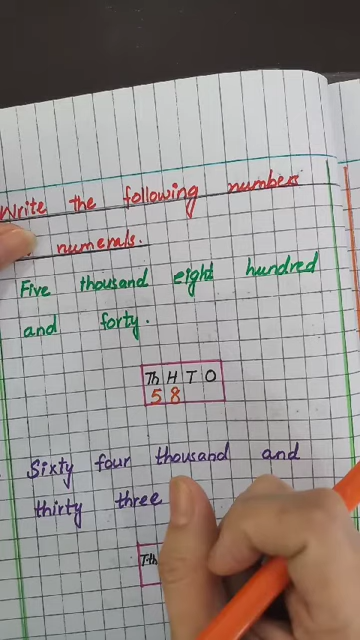 Write the following numbers
numerals.
Five thousand eight hundred
and forty.
Th H T O
5 8
Sixty four thousand and
thirty three
T-th